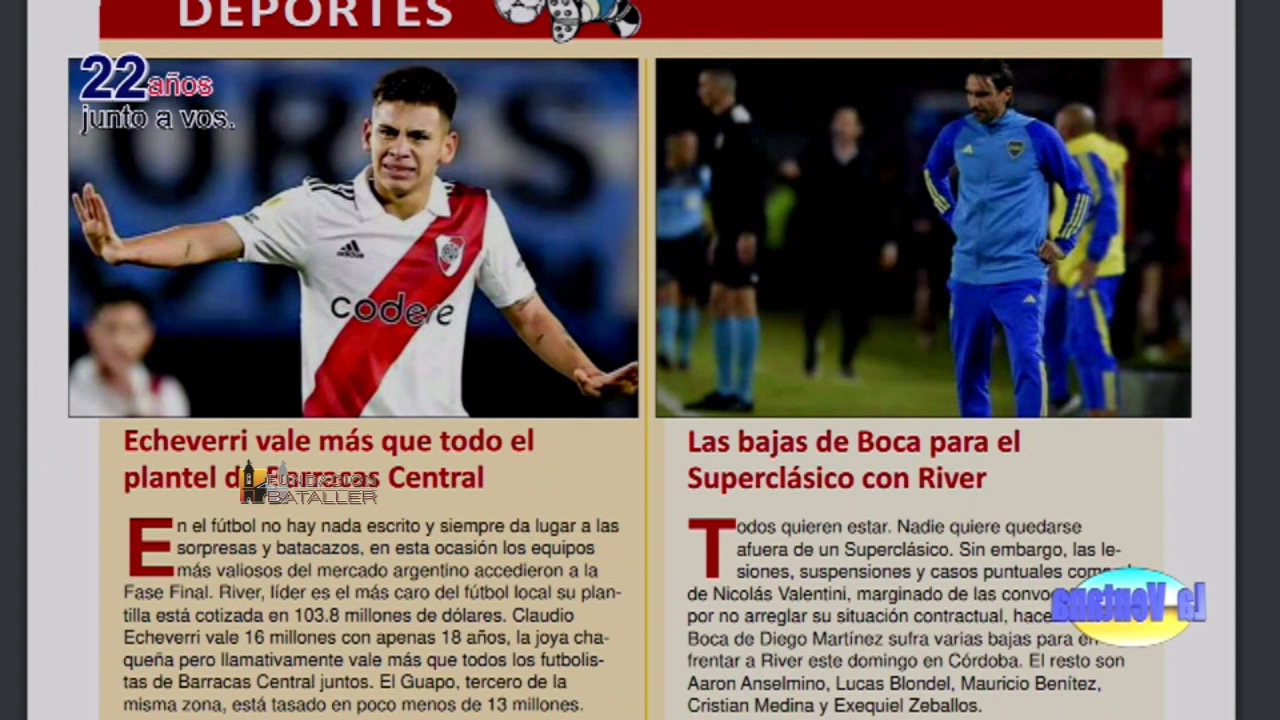 DEPORTES
22años
junto a vos.
codere
adidas
Echeverri vale más que todo el
plantel de Barracas Central
FUNDACION
BATALLER
En el fútbol no hay nada escrito y siempre da lugar a las
sorpresas y batacazos, en esta ocasión los equipos
más valiosos del mercado argentino accedieron a la
Fase Final. River, líder es el más caro del fútbol local su plan-
tilla está cotizada en 103.8 millones de dólares. Claudio
Echeverri vale 16 millones con apenas 18 años, la joya cha-
queña pero llamativamente vale más que todos los futbolis-
tas de Barracas Central juntos. El Guapo, tercero de la
misma zona, está tasado en poco menos de 13 millones.
Las bajas de Boca para el
Superclásico con River
Todos quieren estar. Nadie quiere quedarse
afuera de un Superclásico. Sin embargo, las le-
siones, suspensiones y casos puntuales como
de Nicolás Valentini, marginado de las convo
por no arreglar su situación contractual, hace
Boca de Diego Martínez sufra varias bajas para en-
frentar a River este domingo en Córdoba. El resto son
Aaron Anselmino, Lucas Blondel, Mauricio Benítez,
Cristian Medina y Exequiel Zeballos.
La Ventana